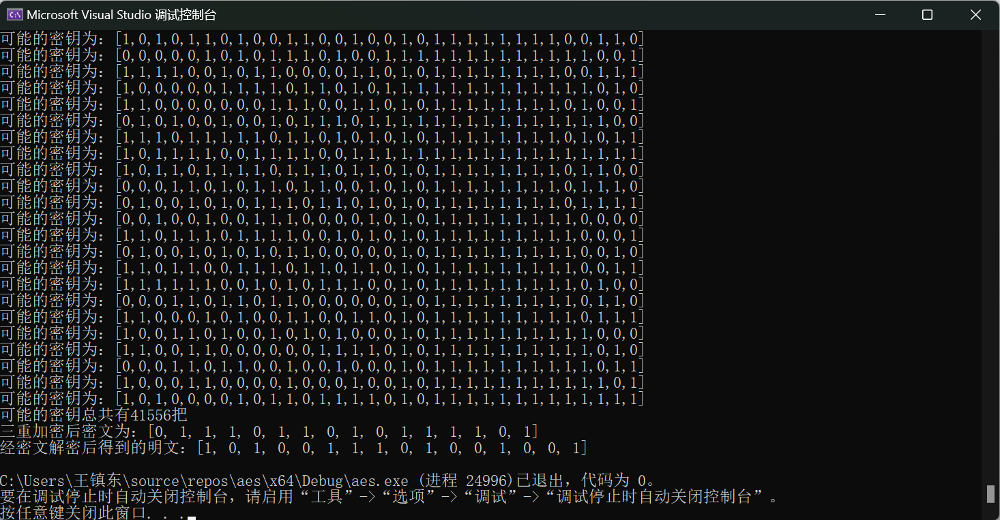 Microsoft Visual Studio 调试控制台
可能的密钥为: [1,0,1,0,1,1,0,1,0,0,1,1,0,0,1,0,0,1,0,1,1,1,1,1,1,1,1,0,0,1,1,0]
可能的密钥为: [0,0,0,0,0,1,0,1,0,1,1,1,0,1,0,0,1,1,1,1,1,1,1,1,1,1,1,1,1,0,0,1]
可能的密钥为: [1,1,1,1,0,0,1,0,1,1,0,0,0,0,1,1,0,1,0,1,1,1,1,1,1,1,1,0,0,1,1,1]
可能的密钥为: [1,0,0,0,0,0,1,1,1,1,0,1,1,0,1,0,1,1,1,1,1,1,1,1,1,1,1,1,1,0,1,0]
可能的密钥为: [1,1,0,0,0,0,0,0,0,1,1,1,0,0,1,1,0,1,0,1,1,1,1,1,1,1,1,0,1,0,0,1]
可能的密钥为: [0,1,0,1,0,0,1,0,0,1,0,1,1,1,0,1,1,1,1,1,1,1,1,1,1,1,1,1,1,1,0,0]
可能的密钥为: [1,1,1,0,1,1,1,1,1,0,1,1,0,1,0,1,0,1,0,1,1,1,1,1,1,1,1,0,1,0,1,1]
可能的密钥为: [1,0,1,1,1,1,0,0,1,1,1,1,0,0,1,1,1,1,1,1,1,1,1,1,1,1,1,1,1,1,1,1]
可能的密钥为: [1,0,1,1,0,1,1,1,1,0,1,1,1,0,1,1,0,1,0,1,1,1,1,1,1,1,1,0,1,1,0,0]
可能的密钥为: [0,0,0,1,1,0,1,0,1,1,0,1,1,0,0,1,0,1,0,1,1,1,1,1,1,1,1,0,1,1,1,0]
可能的密钥为: [0,1,0,0,1,0,1,0,1,1,1,0,1,1,0,1,0,1,0,1,1,1,1,1,1,1,1,0,1,1,1,1]
可能的密钥为: [0,0,1,0,0,1,0,0,1,1,1,0,0,0,0,1,0,1,0,1,1,1,1,1,1,1,1,1,0,0,0,0]
可能的密钥为: [1,1,0,1,1,1,0,1,1,1,1,0,0,1,0,1,0,1,0,1,1,1,1,1,1,1,1,1,0,0,0,1]
可能的密钥为: [0,1,0,0,1,0,1,0,1,0,1,1,0,0,0,0,0,1,0,1,1,1,1,1,1,1,1,1,0,0,1,0]
可能的密钥为: [1,1,0,1,1,0,0,1,1,1,0,1,1,0,1,1,0,1,0,1,1,1,1,1,1,1,1,1,0,0,1,1]
可能的密钥为: [1,1,1,1,1,1,0,0,1,0,1,0,1,1,1,0,0,1,0,1,1,1,1,1,1,1,1,1,0,1,0,0]
可能的密钥为: [0,0,0,1,1,0,1,1,0,1,1,0,0,0,0,0,0,1,0,1,1,1,1,1,1,1,1,1,0,1,1,0]
可能的密钥为: [1,1,0,0,0,1,0,1,0,0,1,1,0,0,1,1,0,1,0,1,1,1,1,1,1,1,1,1,0,1,1,1]
可能的密钥为: [1,0,0,1,1,0,1,0,0,1,0,1,0,1,0,0,0,1,0,1,1,1,1,1,1,1,1,1,1,0,0,0]
可能的密钥为: [1,1,0,0,1,1,0,0,0,0,0,0,1,1,1,1,0,1,0,1,1,1,1,1,1,1,1,1,1,0,1,0]
可能的密钥为: [0,0,0,1,1,0,1,1,0,0,1,0,0,1,0,0,0,1,0,1,1,1,1,1,1,1,1,1,1,0,1,1]
可能的密钥为: [1,0,0,0,1,1,0,0,0,0,1,0,0,0,1,1,0,1,0,1,1,1,1,1,1,1,1,1,1,1,0,1]
可能的密钥为: [1,0,1,0,0,0,0,1,0,1,1,0,1,1,1,1,0,1,0,1,1,1,1,1,1,1,1,1,1,1,1,1]
可能的密钥总共有41556把
三重加密后密文为: [0, 1, 1, 1, 0, 1, 1, 0, 1, 0, 1, 1, 1, 1, 0, 1]
经密文解密后得到的明文: [1, 0, 1, 0, 0, 1, 1, 1, 0, 1, 0, 0, 1, 0, 0, 1]
C:\Users\王镇东\source\repos\aes\x64\Debug\aes.exe (进程 24996)已退出，代码为 0。
要在调试停止时自动关闭控制台，请启用“工具”->“选项”->“调试”->“调试停止时自动关闭控制台”。
按任意键关闭此窗口. . .